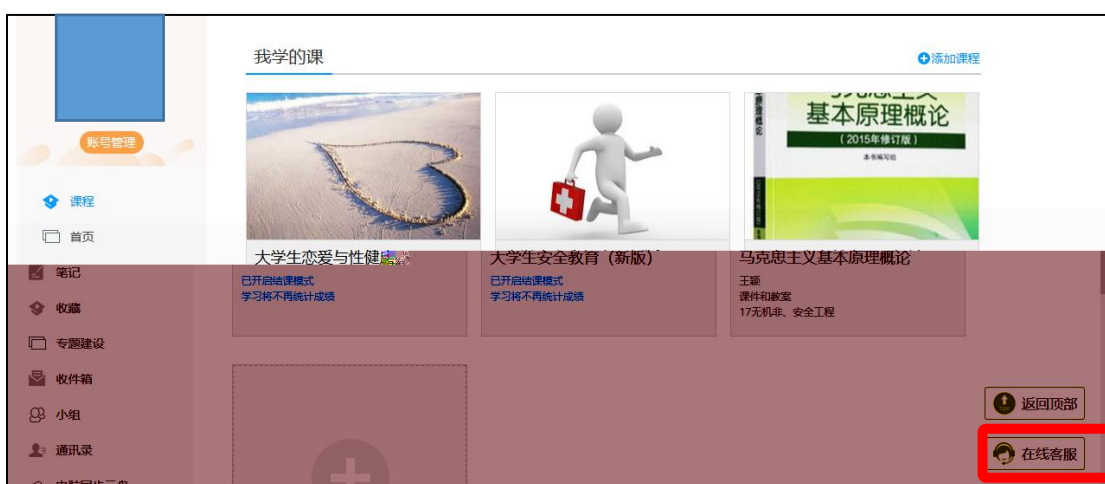 我学的课
添加课程
账号管理
课程
首页
笔记
收藏
专题建设
收件箱
小组
通讯录
基本原理概论
(2015年修订版)
本书编写组
大学生恋爱与性健
已开启结课模式
学习将不再统计成绩
大学生安全教育（新版）
已开启结课模式
学习将不再统计成绩
马克思主义基本原理概论
王颖
课件和教案
17无机非、安全工程
TOP
返回顶部
在线客服